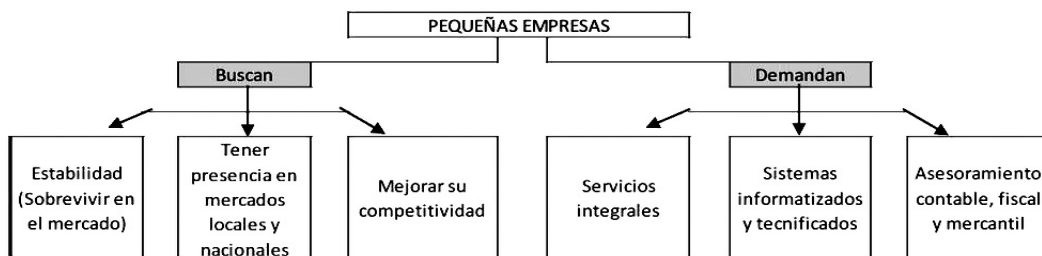 PEQUEÑAS EMPRESAS
Buscan
Demandan
Estabilidad
(Sobrevivir en
el mercado)
Tener
presencia en
mercados
locales y
nacionales
Mejorar su
competitividad
Servicios
integrales
Sistemas
informatizados
y tecnificados
Asesoramiento
contable, fiscal
y mercantil